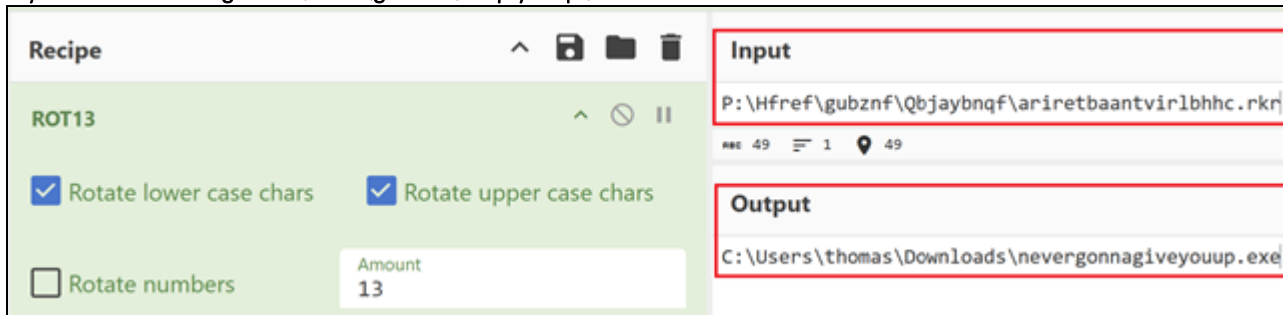 Recipe
ROT13
Rotate lower case chars
Rotate upper case chars
Rotate numbers
Amount
13
Input
P:\Hfref\gubznf\Qbjaybnqf\ariretbaantvirlbhhc.rkr
ABC 49 1 49
Output
C:\Users\thomas\Downloads\nevergonnagiveyouup.exe